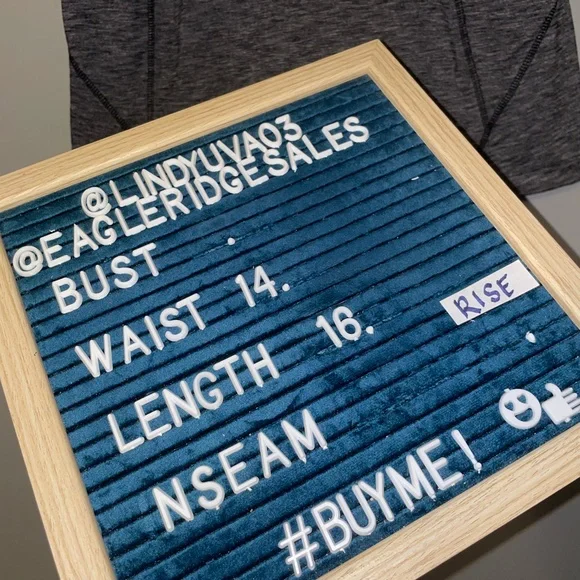 @LINDYUVA03
@EAGLERIDGESALES
BUST .
WAIST 14.
LENGTH 16. RISE
NSEAM
#BUYME!